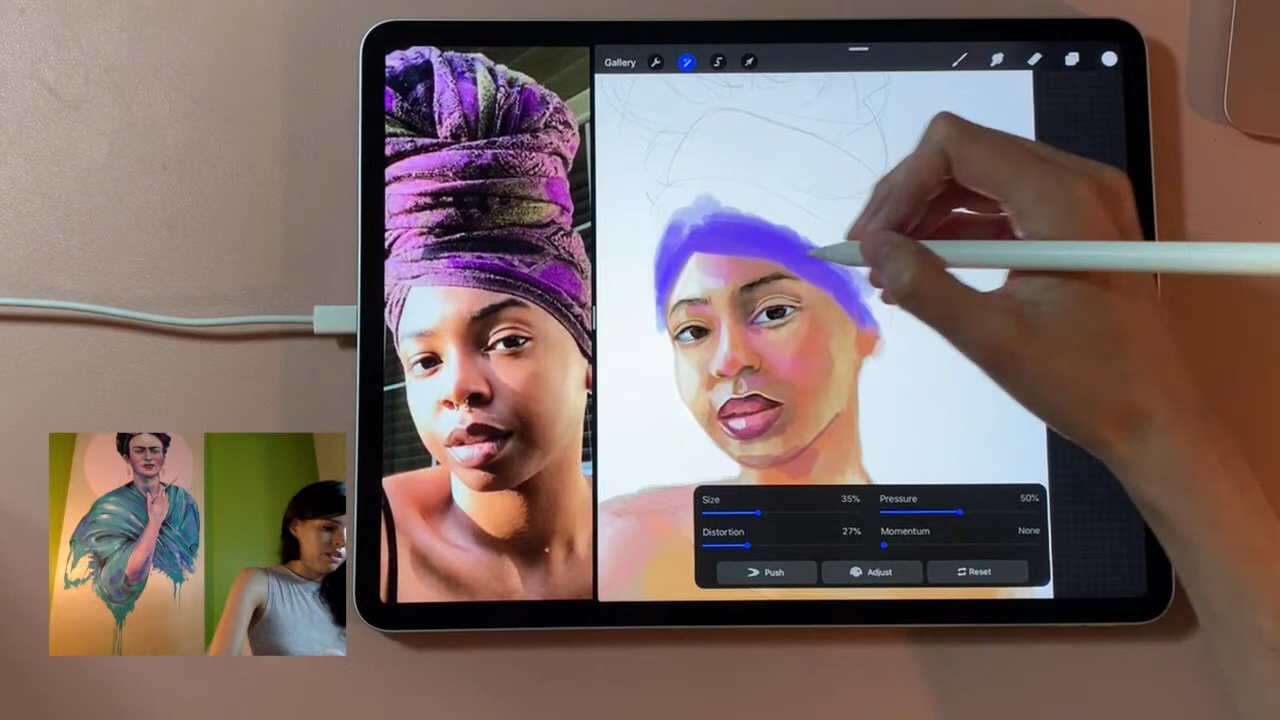 Gallery
Size 35% Pressure 50%
Distortion 27% Momentum None
Push Adjust Reset